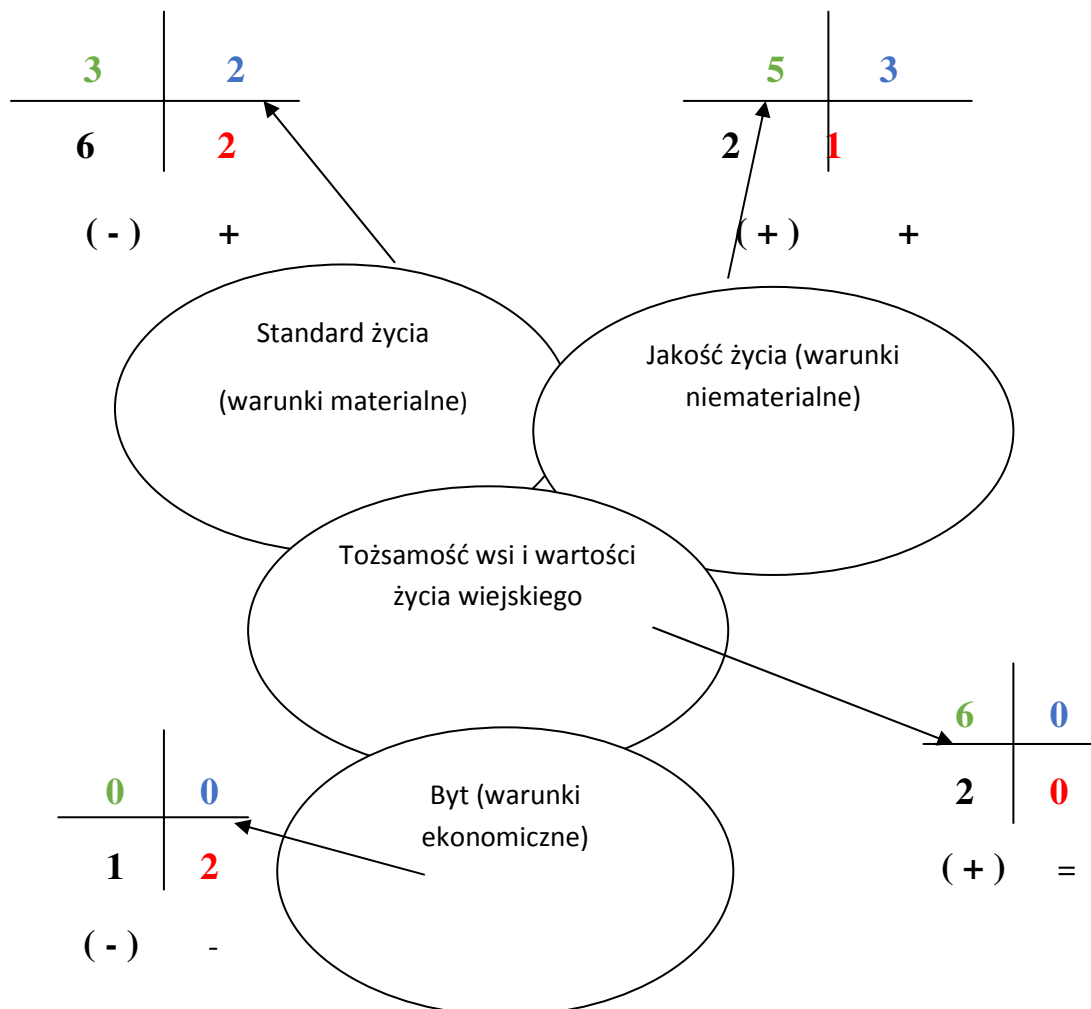 3 2
6 2
( - ) +
5 3
2 1
( + ) +
Standard życia
(warunki materialne)
Jakość życia (warunki
niematerialne)
Tożsamość wsi i wartości
życia wiejskiego
6 0
2 0
( + ) =
0 0
1 2
( - ) -
Byt (warunki
ekonomiczne)